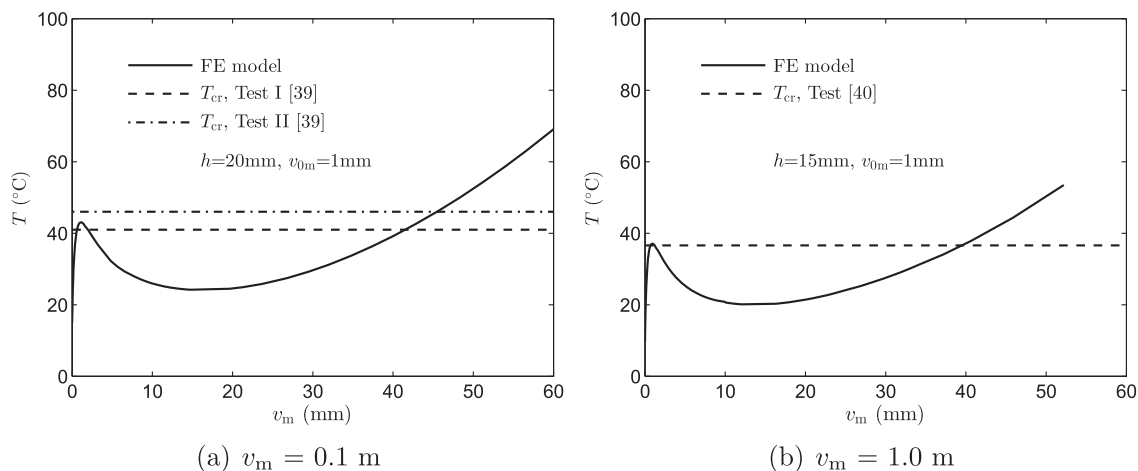 100
80
60
40
20
0
T (°C)
FE model
T_cr, Test I [39]
T_cr, Test II [39]
h=20mm, v_0m=1mm
0 10 20 30 40 50 60
v_m (mm)
(a) v_m = 0.1 m
100
80
60
40
20
0
T (°C)
FE model
T_cr, Test [40]
h=15mm, v_0m=1mm
0 10 20 30 40 50 60
v_m (mm)
(b) v_m = 1.0 m